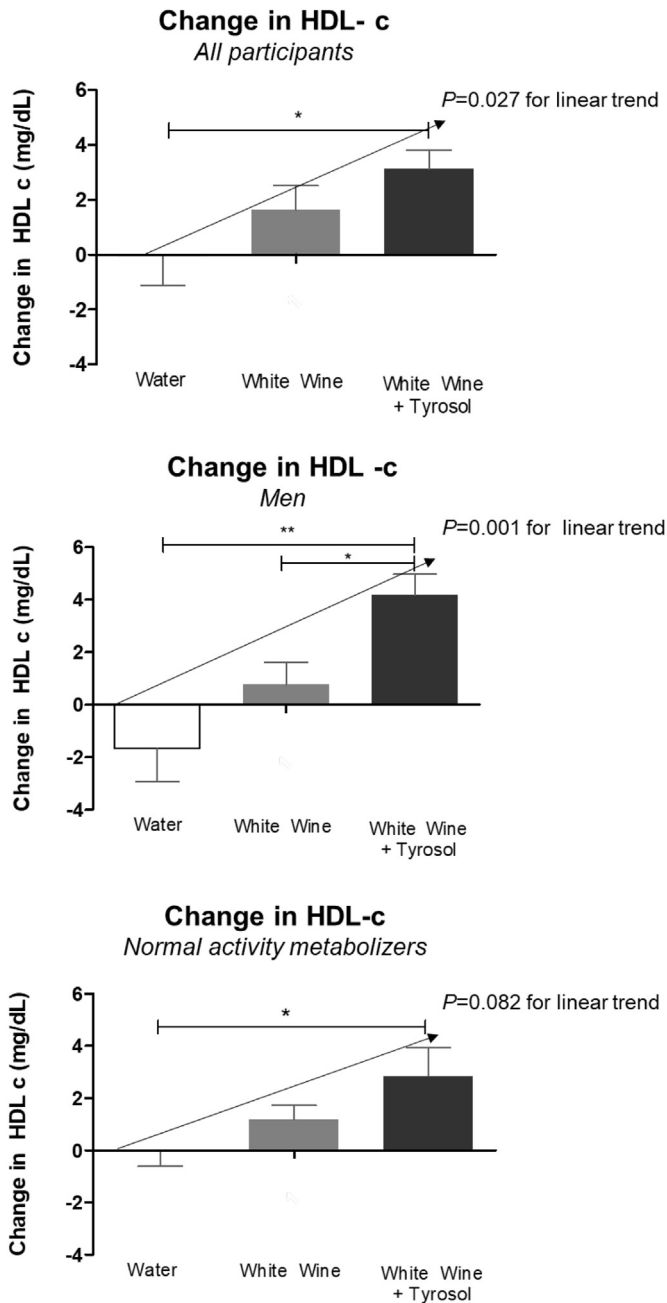 Change in HDL- c
All participants
P=0.027 for linear trend
*
6
4
2
0
-2
-4
Change in HDL c (mg/dL)
Water
White Wine
White Wine
+ Tyrosol
Change in HDL -c
Men
P=0.001 for linear trend
**
*
6
4
2
0
-2
-4
Change in HDL c (mg/dL)
Water
White Wine
White Wine
+ Tyrosol
Change in HDL-c
Normal activity metabolizers
P=0.082 for linear trend
*
6
4
2
0
-2
-4
Change in HDL c (mg/dL)
Water
White Wine
White Wine
+ Tyrosol